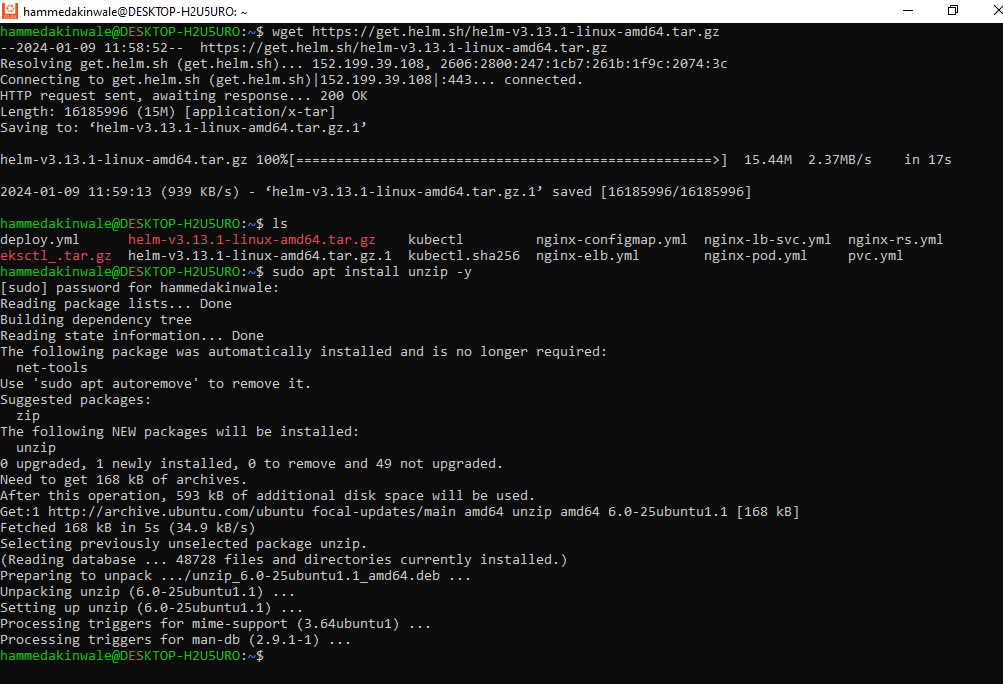 hammedakinwale@DESKTOP-H2U5URO: ~
hammedakinwale@DESKTOP-H2U5URO:~$ wget https://get.helm.sh/helm-v3.13.1-linux-amd64.tar.gz
--2024-01-09 11:58:52--  https://get.helm.sh/helm-v3.13.1-linux-amd64.tar.gz
Resolving get.helm.sh (get.helm.sh)... 152.199.39.108, 2606:2800:247:1cb7:261b:1f9c:2074:3c
Connecting to get.helm.sh (get.helm.sh)|152.199.39.108|:443... connected.
HTTP request sent, awaiting response... 200 OK
Length: 16185996 (15M) [application/x-tar]
Saving to: ‘helm-v3.13.1-linux-amd64.tar.gz.1’
helm-v3.13.1-linux-amd64.tar.gz 100%[====================================================>]  15.44M  2.37MB/s    in 17s
2024-01-09 11:59:13 (939 KB/s) - ‘helm-v3.13.1-linux-amd64.tar.gz.1’ saved [16185996/16185996]
hammedakinwale@DESKTOP-H2U5URO:~$ ls
deploy.yml      helm-v3.13.1-linux-amd64.tar.gz    kubectl         nginx-configmap.yml  nginx-lb-svc.yml  nginx-rs.yml
eksctl_.tar.gz  helm-v3.13.1-linux-amd64.tar.gz.1  kubectl.sha256  nginx-elb.yml        nginx-pod.yml     pvc.yml
hammedakinwale@DESKTOP-H2U5URO:~$ sudo apt install unzip -y
[sudo] password for hammedakinwale:
Reading package lists... Done
Building dependency tree
Reading state information... Done
The following package was automatically installed and is no longer required:
  net-tools
Use 'sudo apt autoremove' to remove it.
Suggested packages:
  zip
The following NEW packages will be installed:
  unzip
0 upgraded, 1 newly installed, 0 to remove and 49 not upgraded.
Need to get 168 kB of archives.
After this operation, 593 kB of additional disk space will be used.
Get:1 http://archive.ubuntu.com/ubuntu focal-updates/main amd64 unzip amd64 6.0-25ubuntu1.1 [168 kB]
Fetched 168 kB in 5s (34.9 kB/s)
Selecting previously unselected package unzip.
(Reading database ... 48728 files and directories currently installed.)
Preparing to unpack .../unzip_6.0-25ubuntu1.1_amd64.deb ...
Unpacking unzip (6.0-25ubuntu1.1) ...
Setting up unzip (6.0-25ubuntu1.1) ...
Processing triggers for mime-support (3.64ubuntu1) ...
Processing triggers for man-db (2.9.1-1) ...
hammedakinwale@DESKTOP-H2U5URO:~$